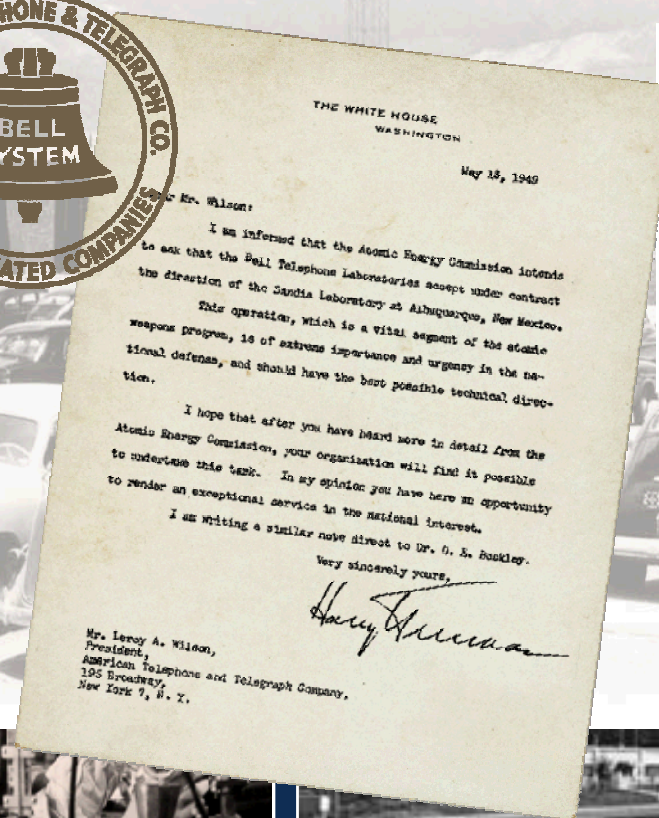 PHONE & TELEGRAPH CO.
BELL
SYSTEM
ATED COMPANIES
THE WHITE HOUSE
WASHINGTON
May 13, 1949
Dear Mr. Wilson:
I am informed that the Atomic Energy Commission intends
to ask that the Bell Telephone Laboratories accept under contract
the direction of the Sandia Laboratory at Albuquerque, New Mexico.
This operation, which is a vital segment of the atomic
weapons program, is of extreme importance and urgency in the na-
tional defense, and should have the best possible technical direc-
tion.
I hope that after you have heard more in detail from the
Atomic Energy Commission, your organization will find it possible
to undertake this task. In my opinion you have here an opportunity
to render an exceptional service in the national interest.
I am writing a similar note direct to Dr. O. E. Buckley.
Very sincerely yours,
Harry Truman
Mr. Leroy A. Wilson,
President,
American Telephone and Telegraph Company,
195 Broadway,
New York 7, N. Y.